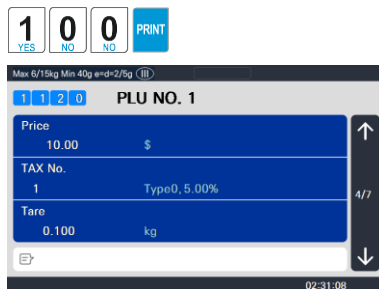 1 0 0 PRINT
YES NO NO
Max 6/15kg Min 40g e=d=2/5g III
1 1 2 0 PLU NO. 1
Price
10.00 $
TAX No.
1 Type0, 5.00%
4/7
Tare
0.100 kg
02:31:08